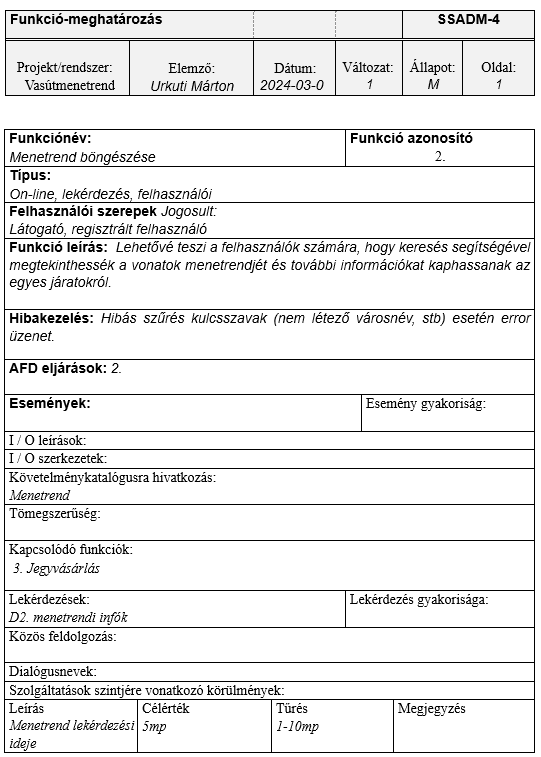 Funkció-meghatározás SSADM-4
Projekt/rendszer: Elemző: Dátum: Változat: Állapot: Oldal:
Vasútmenetrend Urkuti Márton 2024-03-0 1 M 1
Funkciónév: Funkció azonosító
Menetrend böngészése 2.
Típus:
On-line, lekérdezés, felhasználói
Felhasználói szerepek Jogosult:
Látogató, regisztrált felhasználó
Funkció leírás: Lehetővé teszi a felhasználók számára, hogy keresés segítségével
megtekinthessék a vonatok menetrendjét és további információkat kaphassanak az
egyes járatokról.
Hibakezelés: Hibás szűrés kulcsszavak (nem létező városnév, stb) esetén error
üzenet.
AFD eljárások: 2.
Események: Esemény gyakoriság:
I / O leírások:
I / O szerkezetek:
Követelménykatalógusra hivatkozás:
Menetrend
Tömegszerűség:
Kapcsolódó funkciók:
3. Jegyvásárlás
Lekérdezések: Lekérdezés gyakorisága:
D2. menetrendi infók
Közös feldolgozás:
Dialógusnevek:
Szolgáltatások szintjére vonatkozó körülmények:
Leírás Célérték Tűrés Megjegyzés
Menetrend lekérdezési 5mp 1-10mp
ideje